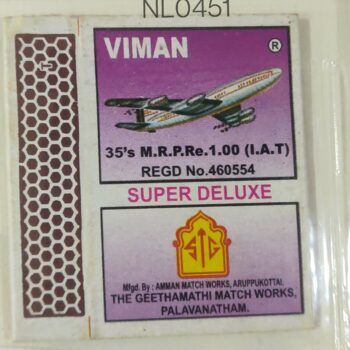 NL0451
VIMAN ®
35's M.R.P.Re.1.00 (I.A.T)
REGD No.460554
SUPER DELUXE
STC
Mfgd. By : AMMAN MATCH WORKS, ARUPPUKOTTAI.
THE GEETHAMATHI MATCH WORKS,
PALAVANATHAM.